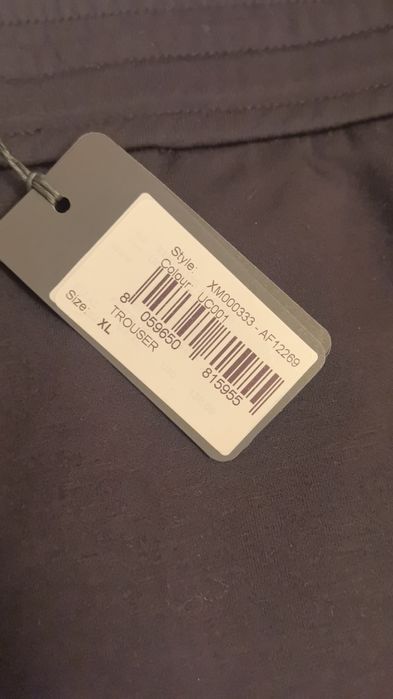 Style: XM000333 - AF12269
Colour: UC001
8 059650 815955
TROUSER
Size: XL